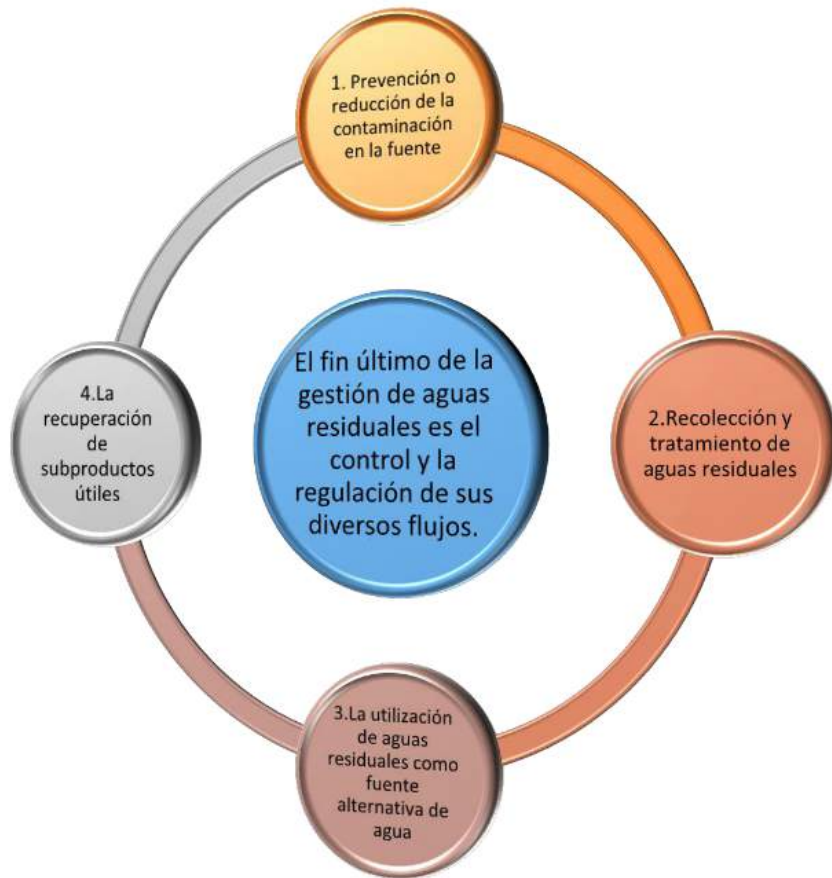 1. Prevención o
reducción de la
contaminación
en la fuente
El fin último de la
gestión de aguas
residuales es el
control y la
regulación de sus
diversos flujos.
2.Recolección y
tratamiento de
aguas residuales
3.La utilización
de aguas
residuales como
fuente
alternativa de
agua
4.La
recuperación
de
subproductos
útiles